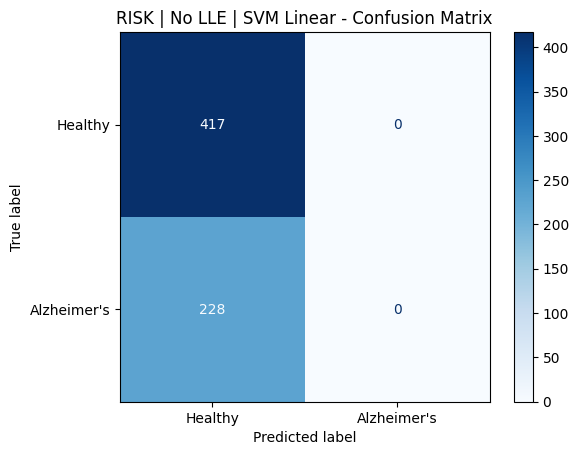 RISK | No LLE | SVM Linear - Confusion Matrix
True label
Healthy
417
0
Alzheimer's
228
0
Healthy
Alzheimer's
Predicted label
400
350
300
250
200
150
100
50
0